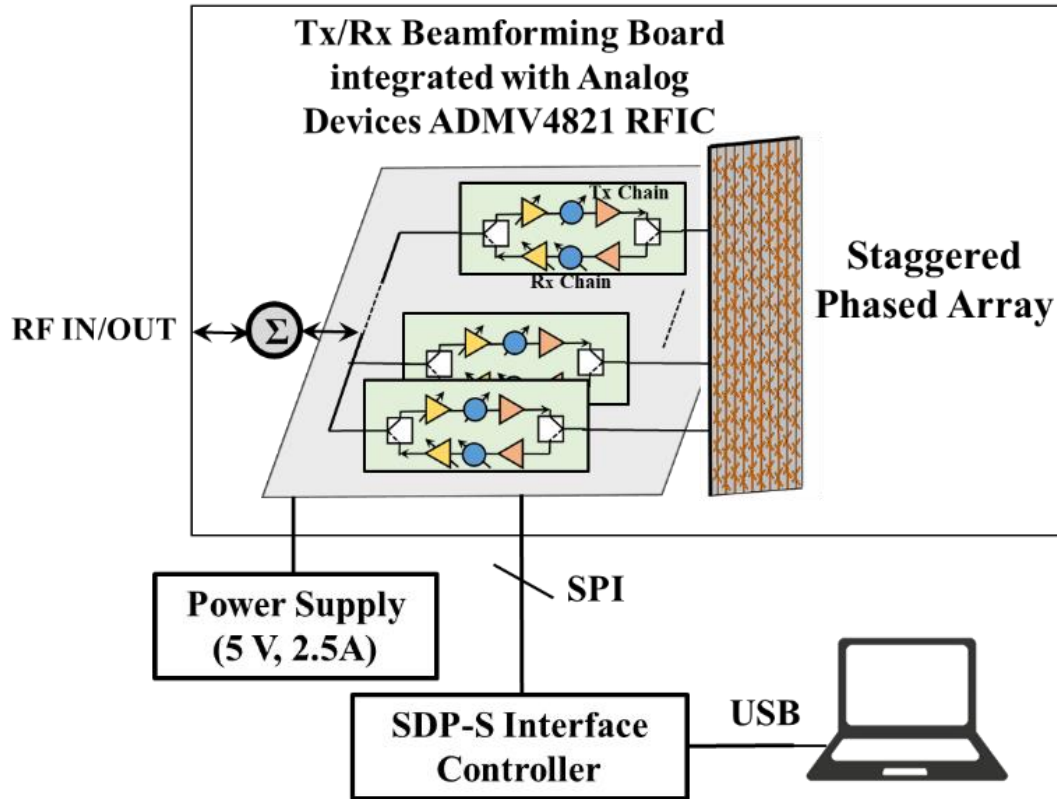 Tx/Rx Beamforming Board
integrated with Analog
Devices ADMV4821 RFIC
Tx Chain
Rx Chain
Staggered
Phased Array
RF IN/OUT
Σ
Power Supply
(5 V, 2.5A)
SPI
SDP-S Interface
Controller
USB